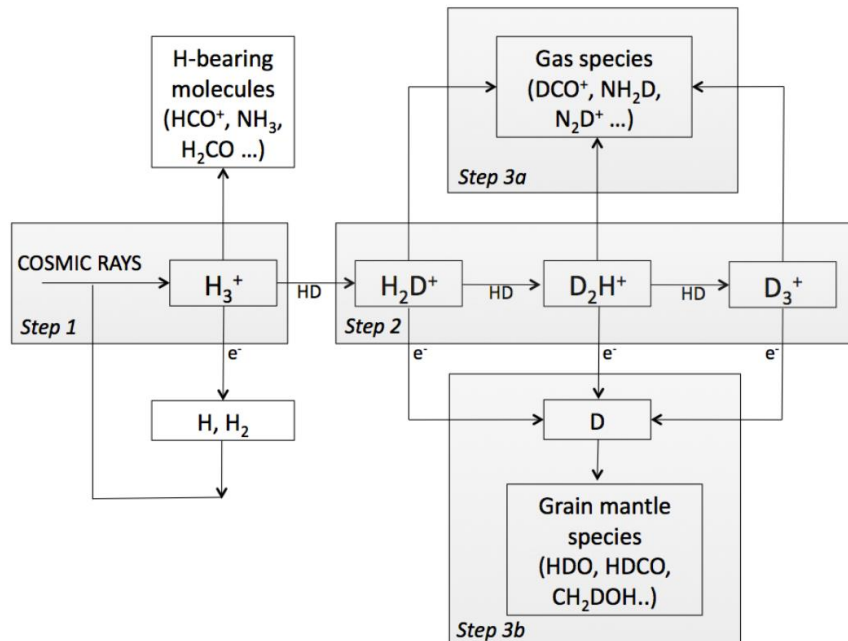 H-bearing
molecules
(HCO⁺, NH₃,
H₂CO ...)
Gas species
(DCO⁺, NH₂D,
N₂D⁺ ...)
Step 3a
COSMIC RAYS
H₃⁺
HD
H₂D⁺
HD
D₂H⁺
HD
D₃⁺
Step 1
Step 2
e⁻
e⁻
e⁻
e⁻
H, H₂
D
Grain mantle
species
(HDO, HDCO,
CH₂DOH..)
Step 3b